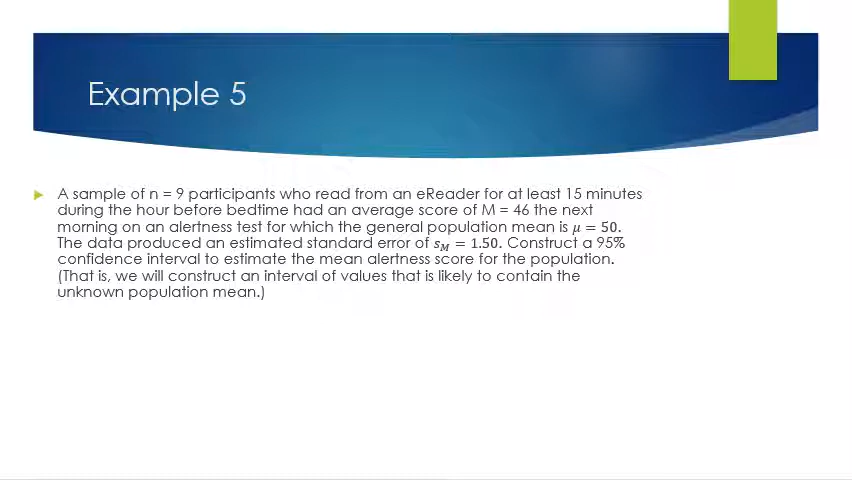 Example 5
A sample of n = 9 participants who read from an eReader for at least 15 minutes
during the hour before bedtime had an average score of M = 46 the next
morning on an alertness test for which the general population mean is 𝜇 = 50.
The data produced an estimated standard error of 𝑠𝑀 = 1.50. Construct a 95%
confidence interval to estimate the mean alertness score for the population.
(That is, we will construct an interval of values that is likely to contain the
unknown population mean.)